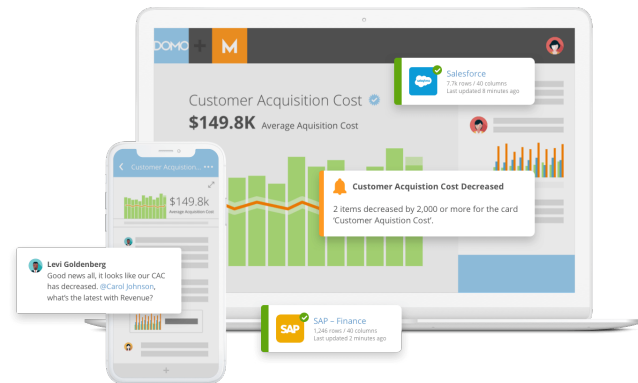 DOMO + M
Salesforce
7.7k rows / 40 columns
Last updated 8 minutes ago
Customer Acquisition Cost
$149.8K Average Aquisition Cost
Customer Acquistion Cost Decreased
2 items decreased by 2,000 or more for the card
‘Customer Aquistion Cost’.
Customer Acquistion...
$149.8k
Average Acquisition Cost
Levi Goldenberg
Good news all, it looks like our CAC
has decreased. @Carol Johnson,
what’s the latest with Revenue?
SAP
SAP – Finance
1,246 rows / 40 columns
Last updated 2 minutes ago